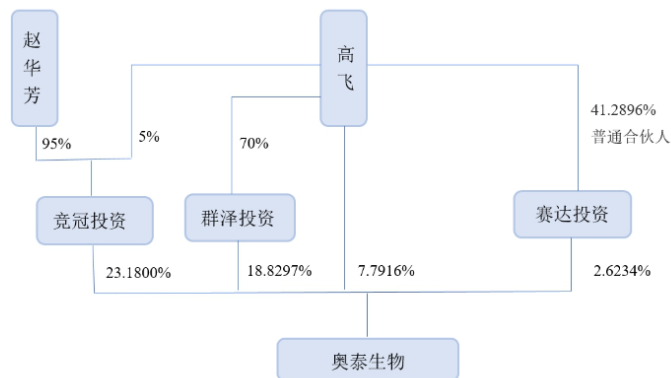 赵华芳
高飞
95%
5%
70%
41.2896%
普通合伙人
竞冠投资
群泽投资
赛达投资
23.1800%
18.8297%
7.7916%
2.6234%
奥泰生物